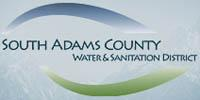 SOUTH ADAMS COUNTY
WATER & SANITATION DISTRICT